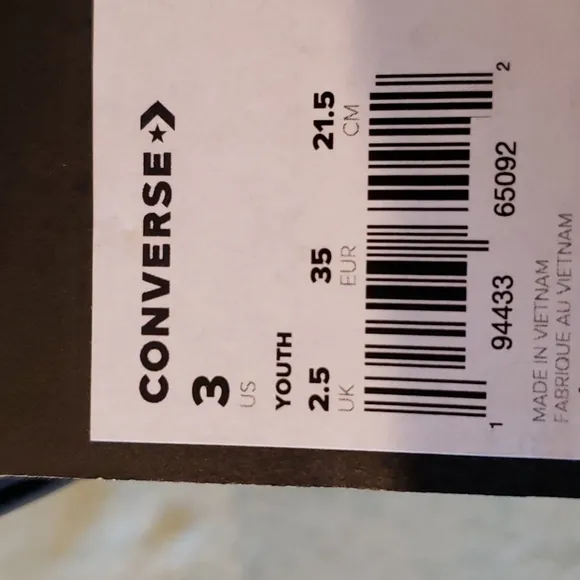 CONVERSE
3
US
YOUTH
2.5 35 21.5
UK EUR CM
1 94433 65092 2
MADE IN VIETNAM
FABRIQUE AU VIETNAM